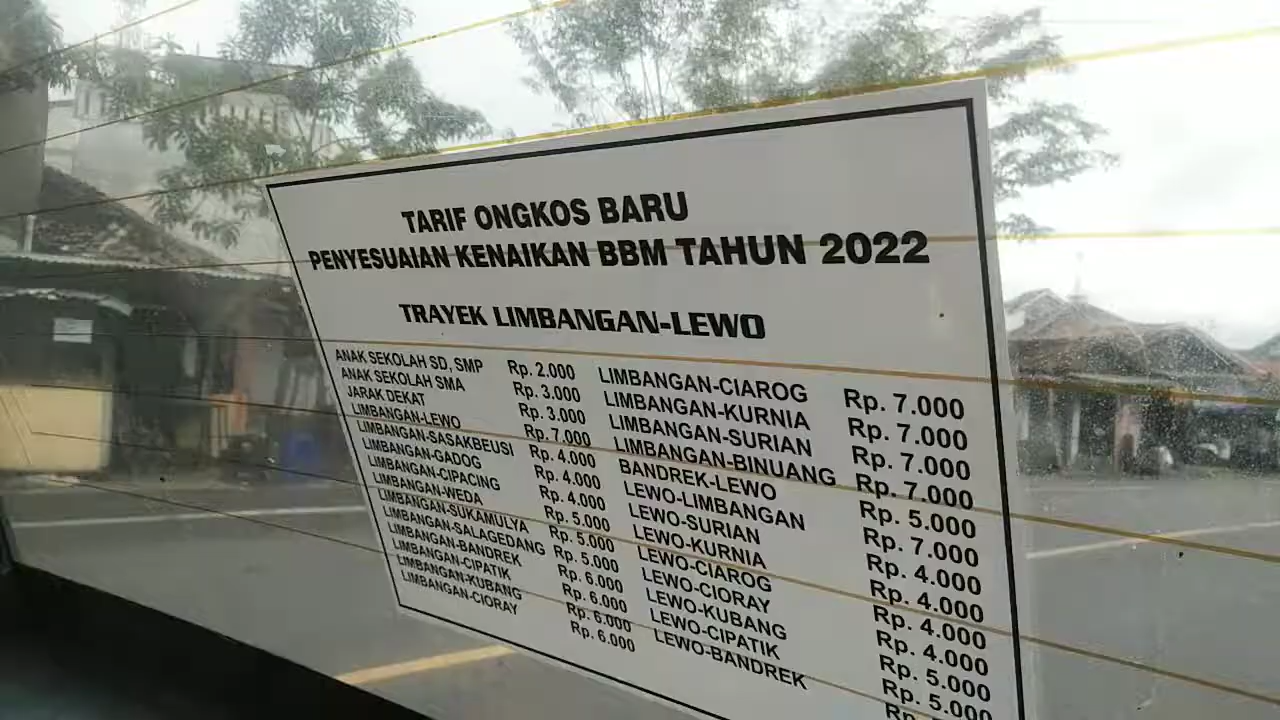 TARIF ONGKOS BARU
PENYESUAIAN KENAIKAN BBM TAHUN 2022
TRAYEK LIMBANGAN-LEWO
ANAK SEKOLAH SD, SMP Rp. 2.000
ANAK SEKOLAH SMA Rp. 3.000
JARAK DEKAT Rp. 3.000
LIMBANGAN-LEWO Rp. 7.000
LIMBANGAN-SASAKBEUSI Rp. 4.000
LIMBANGAN-GADOG Rp. 4.000
LIMBANGAN-CIPACING Rp. 4.000
LIMBANGAN-WEDA Rp. 5.000
LIMBANGAN-SUKAMULYA Rp. 5.000
LIMBANGAN-SALAGEDANG Rp. 5.000
LIMBANGAN-BANDREK Rp. 6.000
LIMBANGAN-CIPATIK Rp. 6.000
LIMBANGAN-KUBANG Rp. 6.000
LIMBANGAN-CIORAY Rp. 6.000
LIMBANGAN-CIAROG Rp. 7.000
LIMBANGAN-KURNIA Rp. 7.000
LIMBANGAN-SURIAN Rp. 7.000
LIMBANGAN-BINUANG Rp. 7.000
BANDREK-LEWO Rp. 5.000
LEWO-LIMBANGAN Rp. 7.000
LEWO-SURIAN Rp. 4.000
LEWO-KURNIA Rp. 4.000
LEWO-CIAROG Rp. 4.000
LEWO-CIORAY Rp. 4.000
LEWO-KUBANG Rp. 5.000
LEWO-CIPATIK Rp. 5.000
LEWO-BANDREK